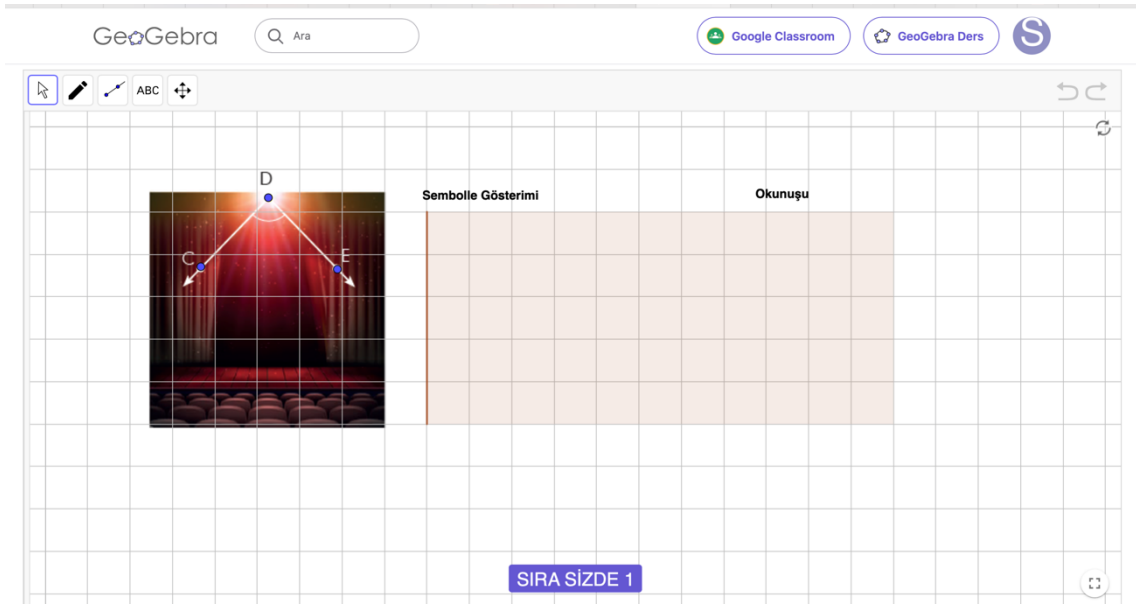 GeoGebra
Ara
Google Classroom
GeoGebra Ders
S
ABC
D
Sembolle Gösterimi
Okunuşu
C
E
SIRA SİZDE 1